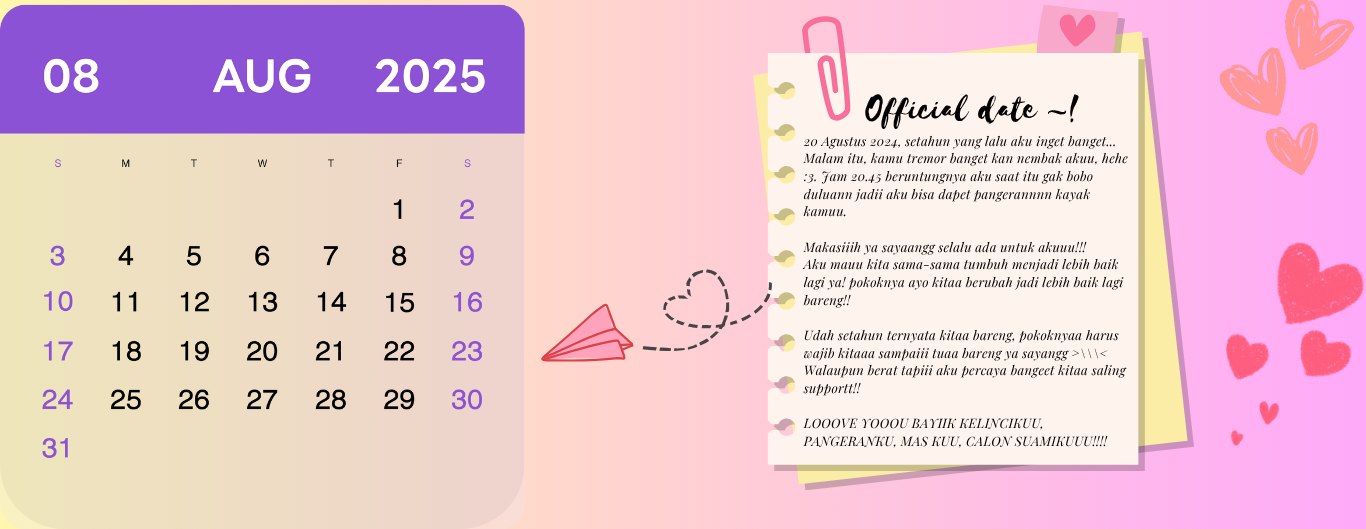 08 AUG 2025
S M T W T F S
1 2
3 4 5 6 7 8 9
10 11 12 13 14 15 16
17 18 19 20 21 22 23
24 25 26 27 28 29 30
31
Official date ~!
20 Agustus 2024, setahun yang lalu aku inget banget...
Malam itu, kamu tremor banget kan nembak akuu, hehe
:3. Jam 20.45 beruntungnya aku saat itu gak bobo
duluann jadii aku bisa dapet pangerannnn kayak
kamuu.
Makasiiih ya sayaangg selalu ada untuk akuuu!!!
Aku mauu kita sama-sama tumbuh menjadi lebih baik
lagi ya! pokoknya ayo kitaa berubah jadi lebih baik lagi
bareng!!
Udah setahun ternyata kitaa bareng, pokoknyaa harus
wajib kitaaa sampaiii tuaa bareng ya sayangg >\\\<
Walaupun berat tapiii aku percaya bangeet kitaa saling
supportt!!
LOOOVE YOOOU BAYIIK KELINCIKUU,
PANGERANKU, MAS KUU, CALON SUAMIKUUU!!!!